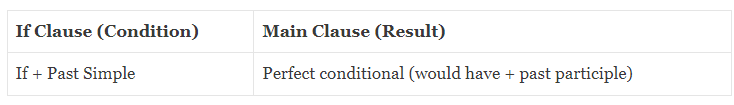 If Clause (Condition) Main Clause (Result)
If + Past Simple Perfect conditional (would have + past participle)